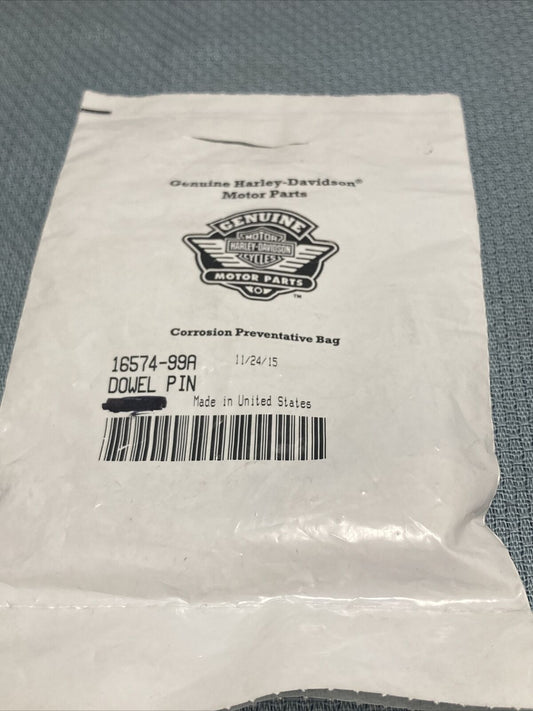 Genuine Harley-Davidson®
Motor Parts
GENUINE
MOTOR
HARLEY-DAVIDSON
CYCLES
MOTOR PARTS
™
Corrosion Preventative Bag
16574-99A 11/24/15
DOWEL PIN
Made in United States